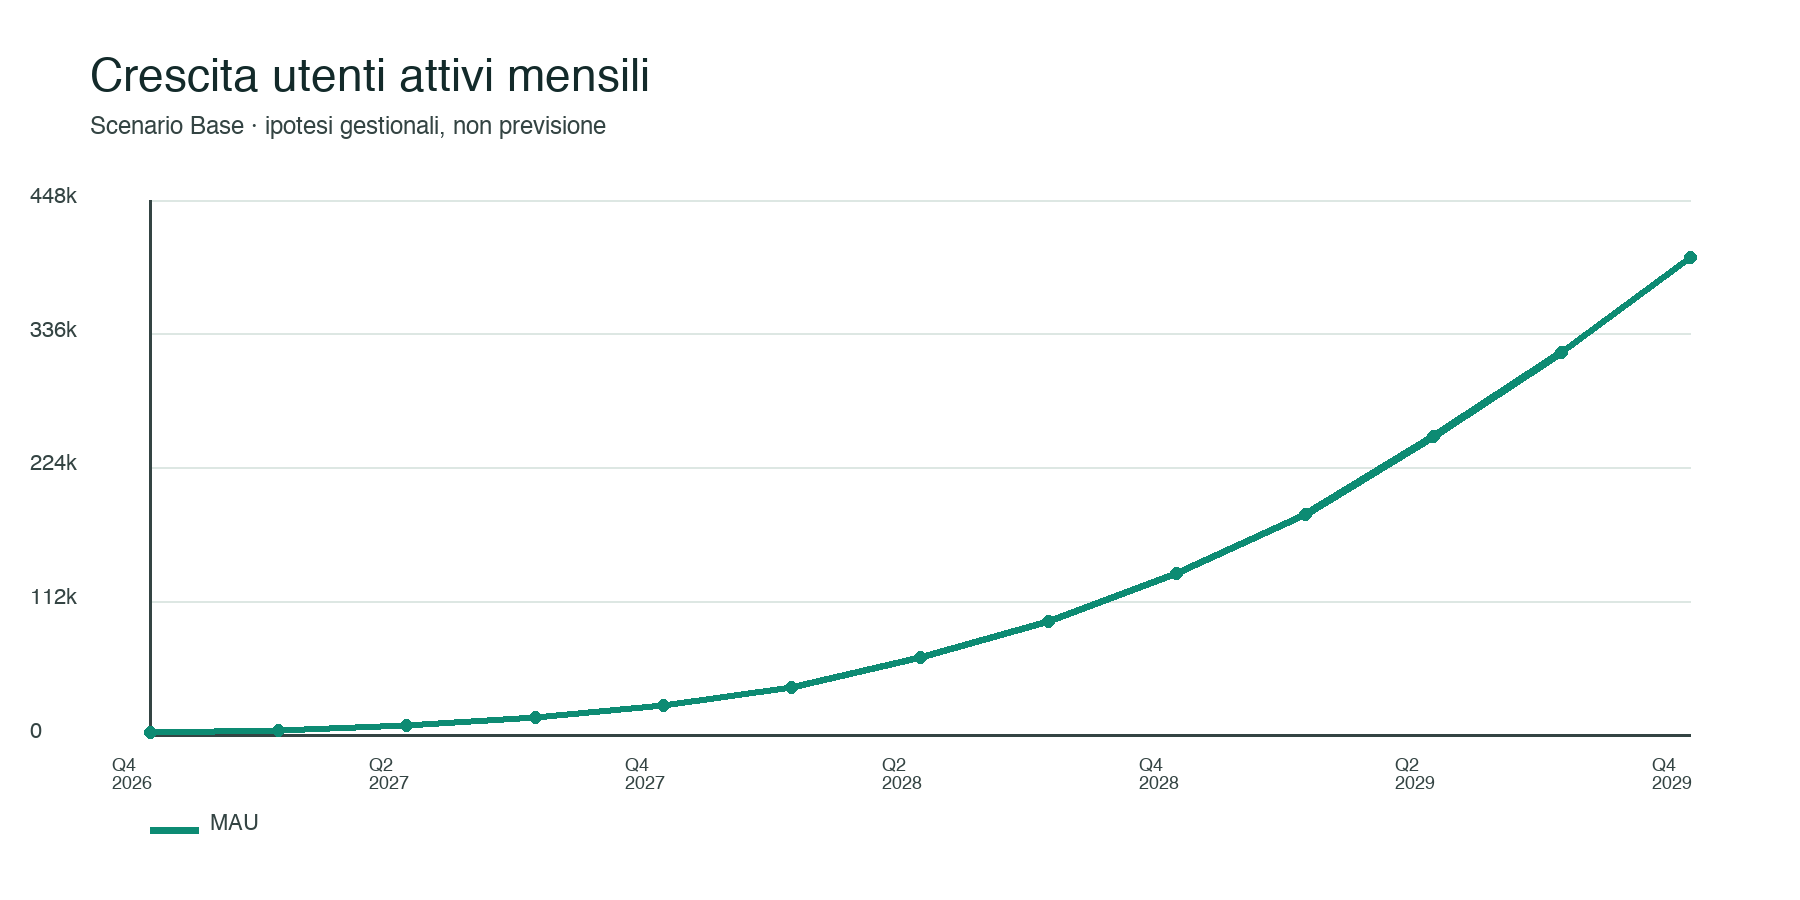 Crescita utenti attivi mensili
Scenario Base · ipotesi gestionali, non previsione
448k
336k
224k
112k
0
Q4
2026
Q2
2027
Q4
2027
Q2
2028
Q4
2028
Q2
2029
Q4
2029
MAU